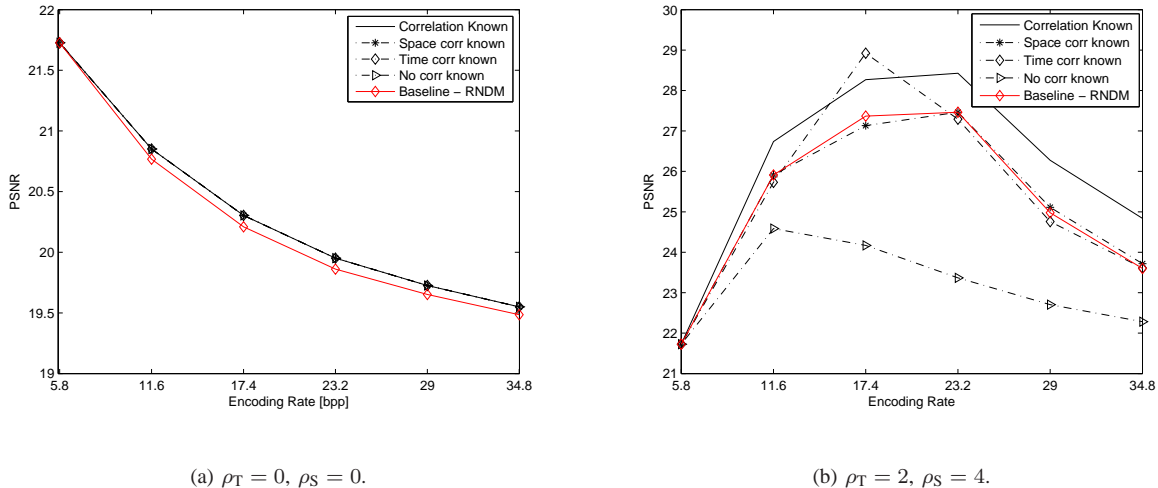 22
21.5
21
20.5
20
19.5
19
PSNR
5.8 11.6 17.4 23.2 29 34.8
Encoding Rate [bpp]
Correlation Known
Space corr known
Time corr known
No corr known
Baseline − RNDM
(a) ρT = 0, ρS = 0.
30
29
28
27
26
25
24
23
22
21
PSNR
5.8 11.6 17.4 23.2 29 34.8
Encoding Rate
Correlation Known
Space corr known
Time corr known
No corr known
Baseline − RNDM
(b) ρT = 2, ρS = 4.